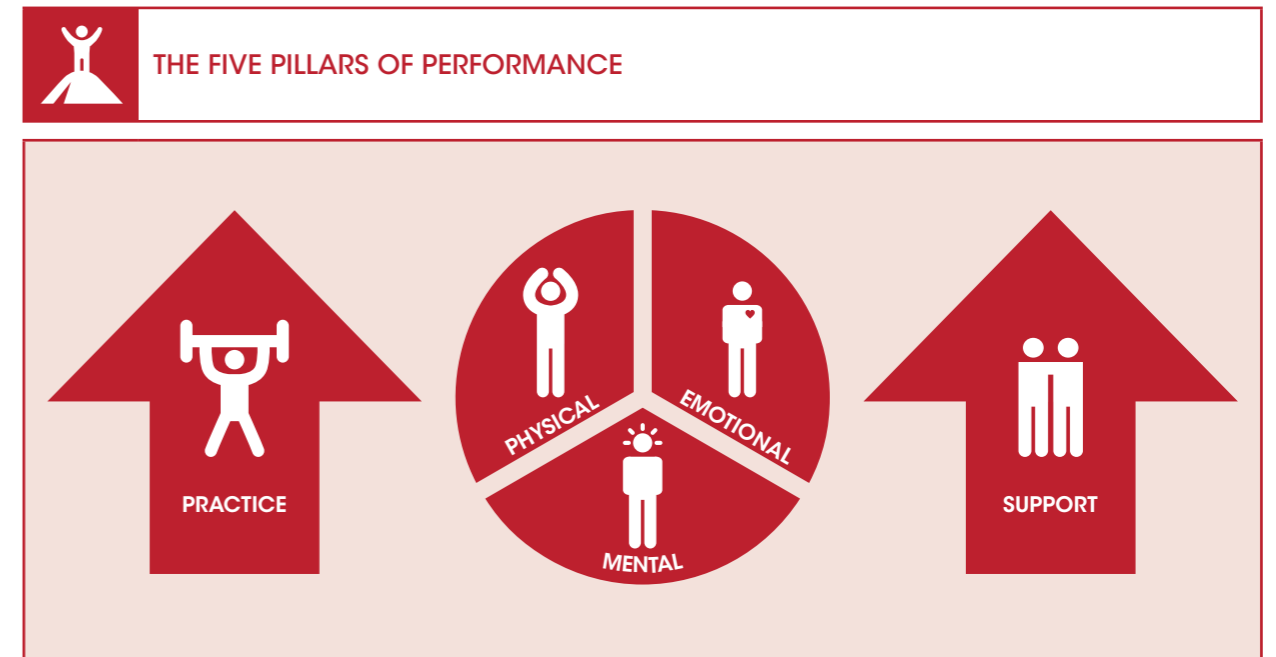 THE FIVE PILLARS OF PERFORMANCE
PRACTICE
PHYSICAL
EMOTIONAL
MENTAL
SUPPORT